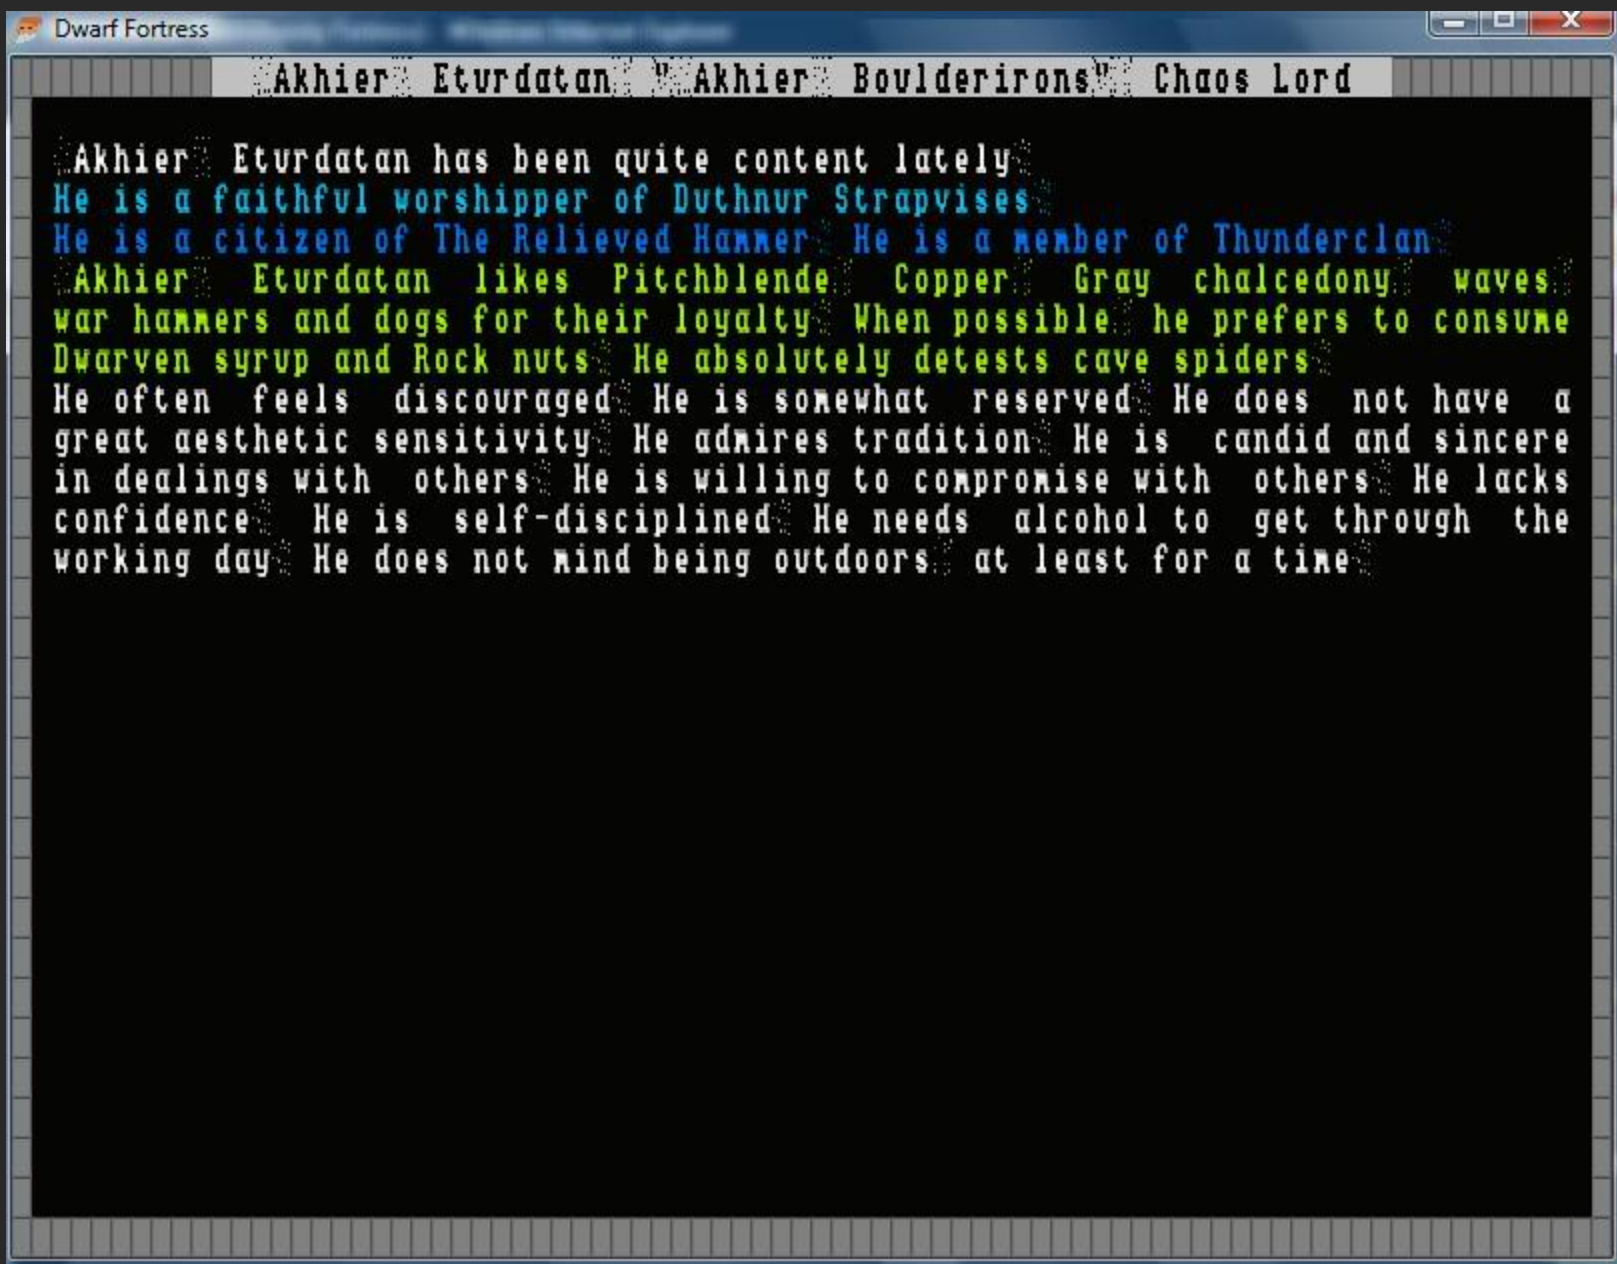 Dwarf Fortress
`Akhier' Eturdatan, "`Akhier' Boulderirons", Chaos Lord
`Akhier' Eturdatan has been quite content lately.
He is a faithful worshipper of Duthnur Strapvises.
He is a citizen of The Relieved Hammer. He is a member of Thunderclan.
`Akhier' Eturdatan likes Pitchblende, Copper, Gray chalcedony, waves,
war hammers and dogs for their loyalty. When possible, he prefers to consume
Dwarven syrup and Rock nuts. He absolutely detests cave spiders.
He often feels discouraged. He is somewhat reserved. He does not have a
great aesthetic sensitivity. He admires tradition. He is candid and sincere
in dealings with others. He is willing to compromise with others. He lacks
confidence. He is self-disciplined. He needs alcohol to get through the
working day. He does not mind being outdoors, at least for a time.